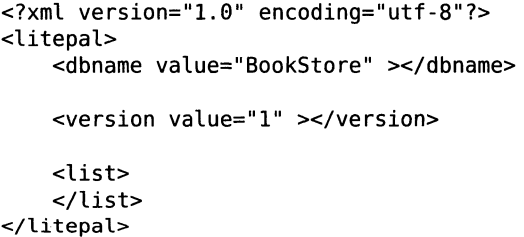 <?xml version="1.0" encoding="utf-8"?>
<litepal>
    <dbname value="BookStore" ></dbname>

    <version value="1" ></version>

    <list>
    </list>
</litepal>